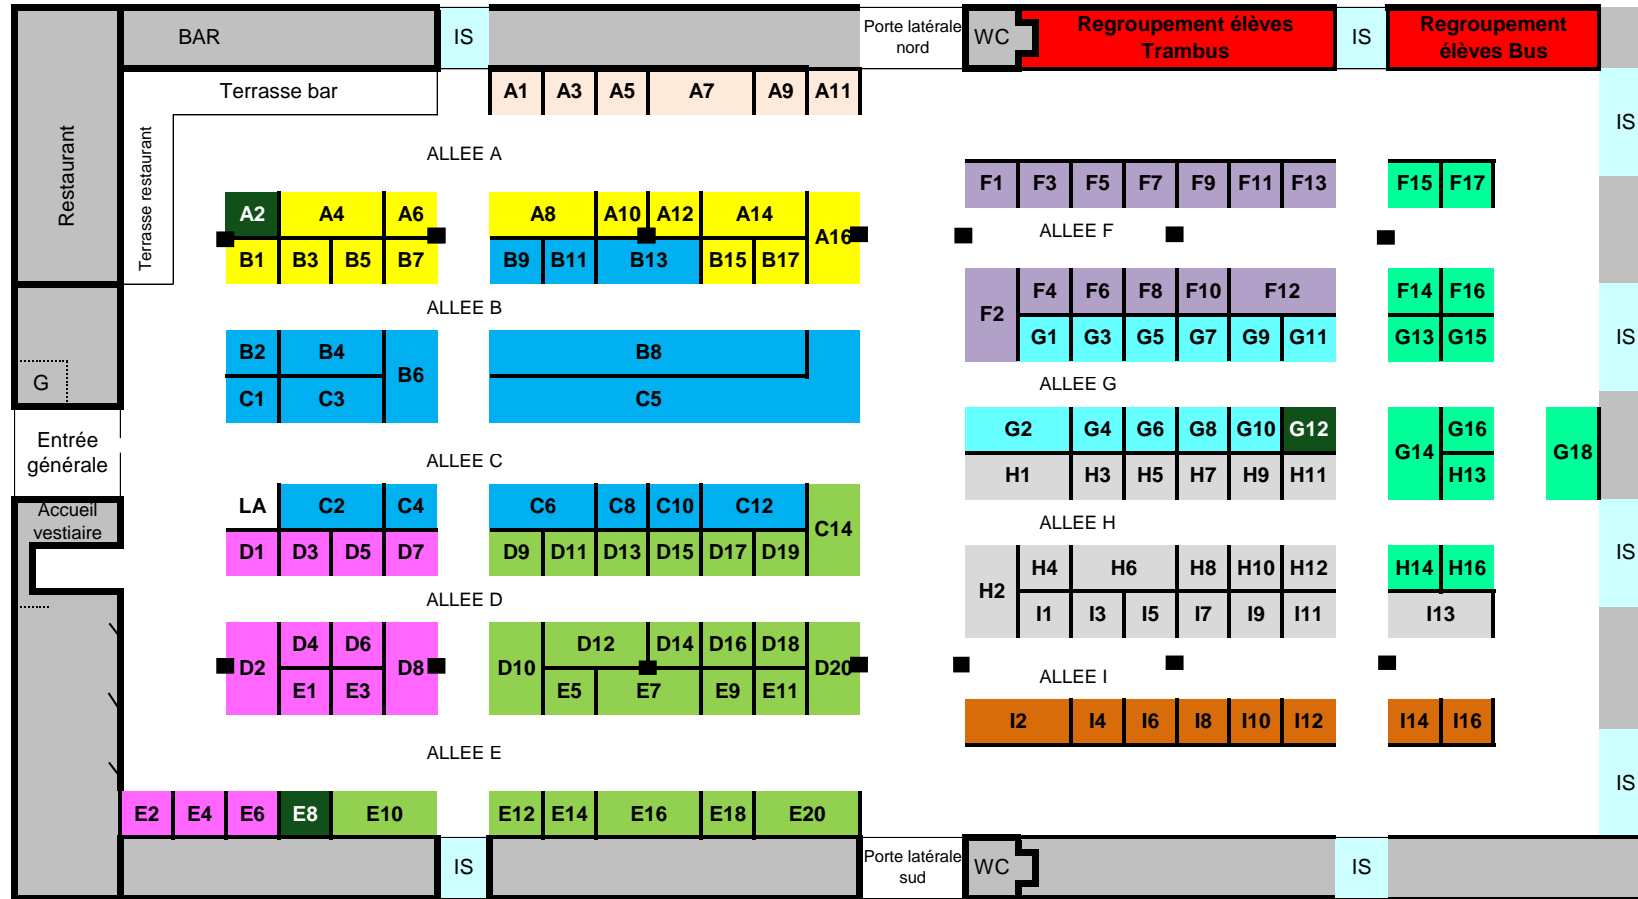 BAR
IS
Porte latérale
nord
WC
Regroupement élèves
Trambus
IS
Regroupement
élèves Bus
Terrasse bar
A1 A3 A5 A7 A9 A11
Restaurant
Terrasse restaurant
IS
ALLEE A
F1 F3 F5 F7 F9 F11 F13 F15 F17
A2 A4 A6 A8 A10 A12 A14 A16
ALLEE F
B1 B3 B5 B7 B9 B11 B13 B15 B17
F2 F4 F6 F8 F10 F12 F14 F16
ALLEE B
G1 G3 G5 G7 G9 G11 G13 G15
IS
B2 B4 B6 B8
G
ALLEE G
C1 C3 C5
Entrée
générale
G2 G4 G6 G8 G10 G12 G14 G16 G18
ALLEE C
H1 H3 H5 H7 H9 H11 H13
Accueil
vestiaire
LA C2 C4 C6 C8 C10 C12 C14
ALLEE H
D1 D3 D5 D7 D9 D11 D13 D15 D17 D19
IS
H2 H4 H6 H8 H10 H12 H14 H16
ALLEE D
I1 I3 I5 I7 I9 I11 I13
D2 D4 D6 D8 D10 D12 D14 D16 D18 D20
ALLEE I
E1 E3 E5 E7 E9 E11
I2 I4 I6 I8 I10 I12 I14 I16
ALLEE E
IS
E2 E4 E6 E8 E10 E12 E14 E16 E18 E20
IS
Porte latérale
sud
WC
IS